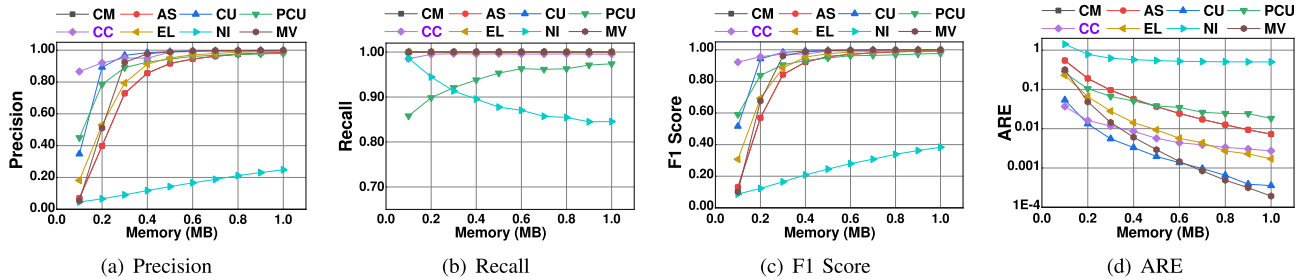 CM AS CU PCU
CC EL NI MV
1.00
0.80
0.60
0.40
0.20
0.00
Precision
0.0 0.2 0.4 0.6 0.8 1.0
Memory (MB)
(a) Precision
CM AS CU PCU
CC EL NI MV
1.00
0.90
0.80
0.70
Recall
0.0 0.2 0.4 0.6 0.8 1.0
Memory (MB)
(b) Recall
CM AS CU PCU
CC EL NI MV
1.00
0.80
0.60
0.40
0.20
0.00
F1 Score
0.0 0.2 0.4 0.6 0.8 1.0
Memory (MB)
(c) F1 Score
CM AS CU PCU
CC EL NI MV
1
0.1
0.01
0.001
1E-4
ARE
0.0 0.2 0.4 0.6 0.8 1.0
Memory (MB)
(d) ARE